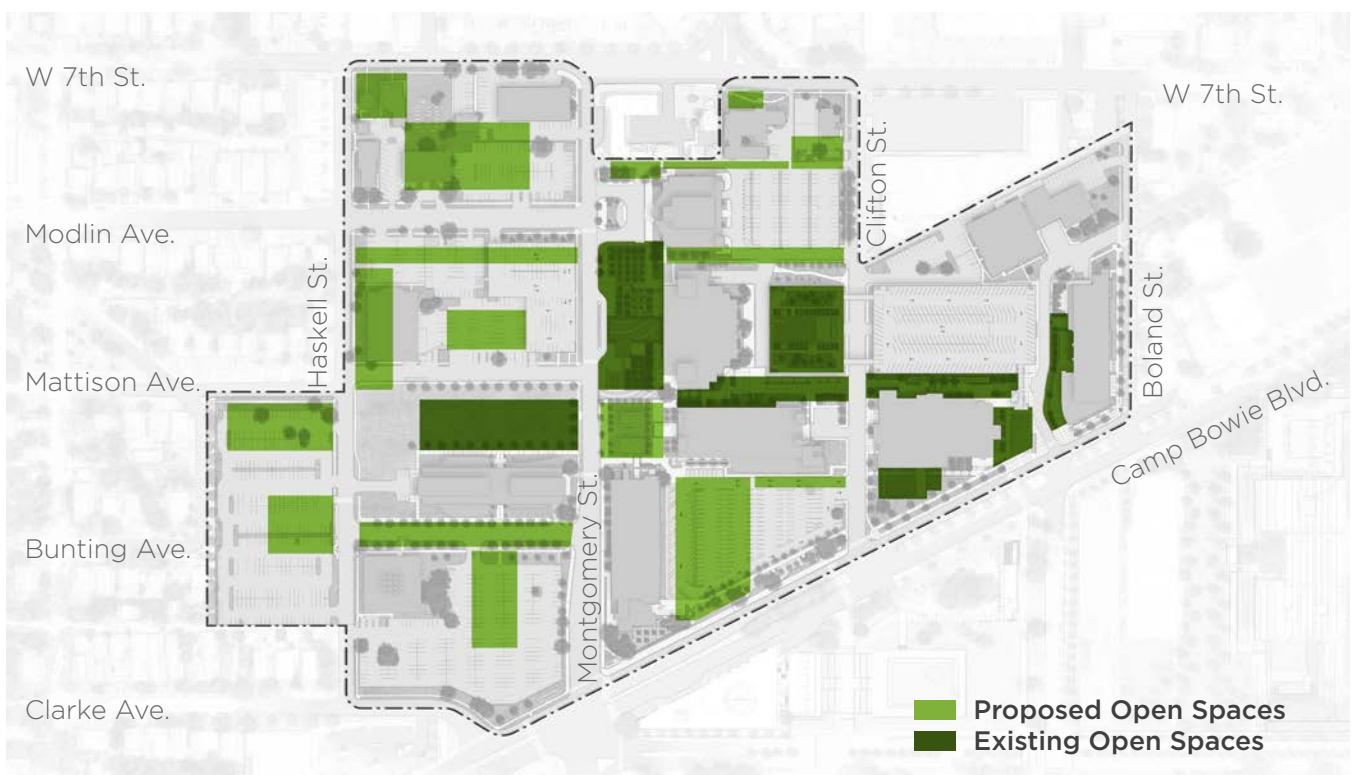 W 7th St.
W 7th St.
Clifton St.
Modlin Ave.
Haskell St.
Boland St.
Mattison Ave.
Camp Bowie Blvd.
Montgomery St.
Bunting Ave.
Clarke Ave.
Proposed Open Spaces
Existing Open Spaces